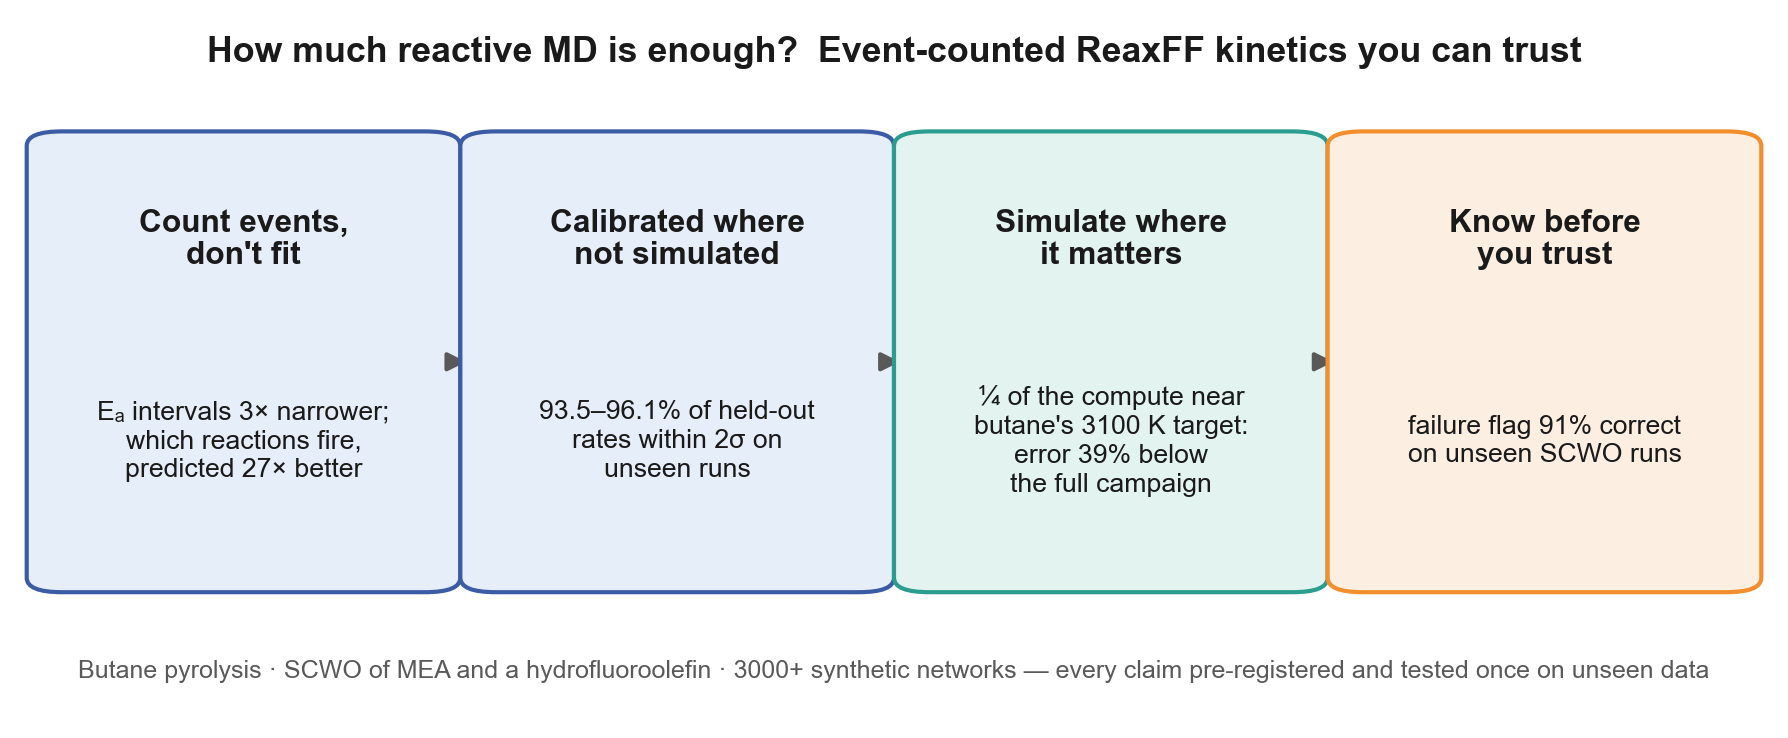 How much reactive MD is enough?  Event-counted ReaxFF kinetics you can trust
Count events,
don't fit
Eₐ intervals 3× narrower;
which reactions fire,
predicted 27× better
Calibrated where
not simulated
93.5–96.1% of held-out
rates within 2σ on
unseen runs
Simulate where
it matters
¼ of the compute near
butane's 3100 K target:
error 39% below
the full campaign
Know before
you trust
failure flag 91% correct
on unseen SCWO runs
Butane pyrolysis · SCWO of MEA and a hydrofluoroolefin · 3000+ synthetic networks — every claim pre-registered and tested once on unseen data